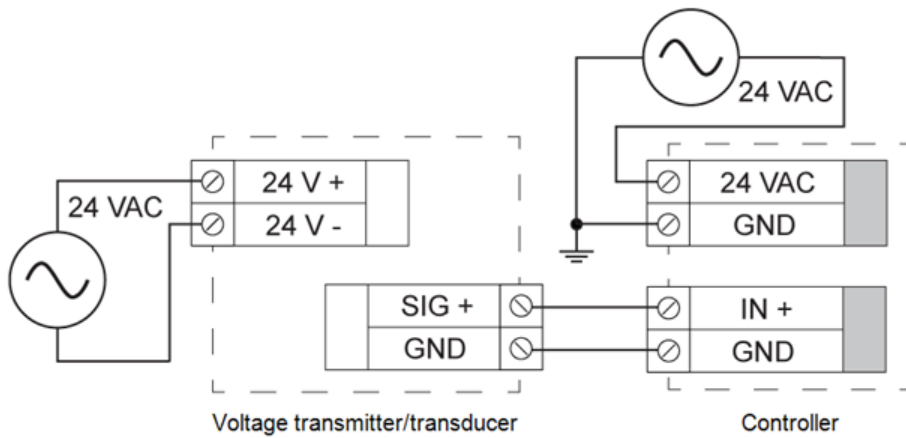 24 VAC
24 VAC
24 V +
24 V -
24 VAC
GND
SIG +
GND
IN +
GND
Voltage transmitter/transducer
Controller